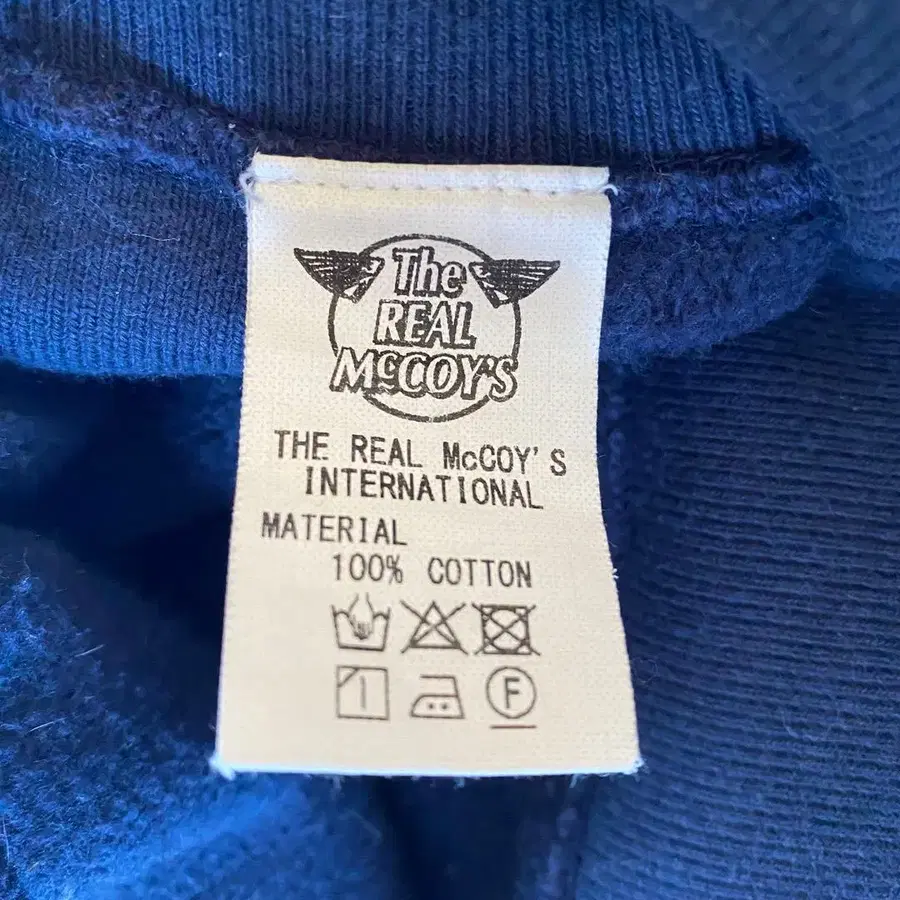 The
REAL
McCOY'S
THE REAL McCOY'S
INTERNATIONAL
MATERIAL
100% COTTON
F